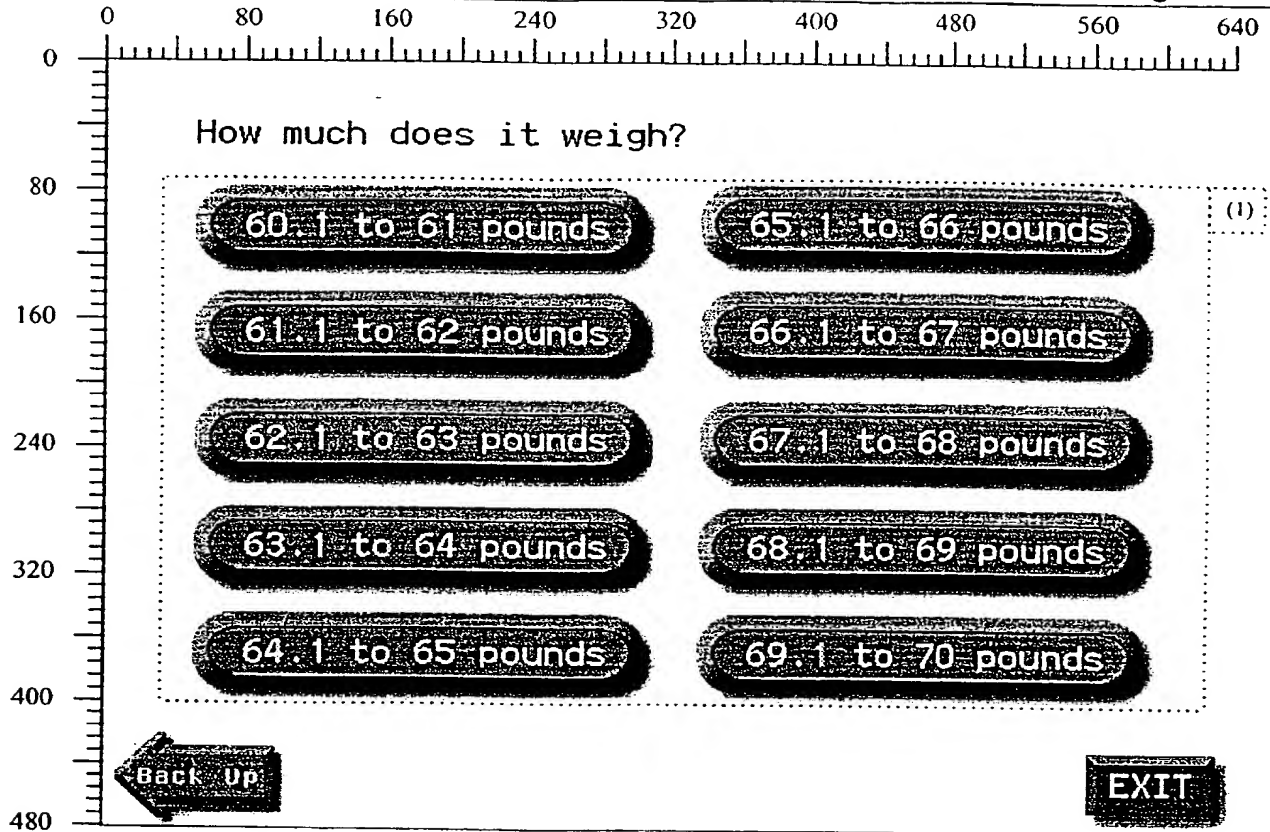 0 80 160 240 320 400 480 560 640
0
How much does it weigh?
80
60.1 to 61 pounds 65.1 to 66 pounds (1)
160
61.1 to 62 pounds 66.1 to 67 pounds
240
62.1 to 63 pounds 67.1 to 68 pounds
320
63.1 to 64 pounds 68.1 to 69 pounds
64.1 to 65 pounds 69.1 to 70 pounds
400
Back Up EXIT
480